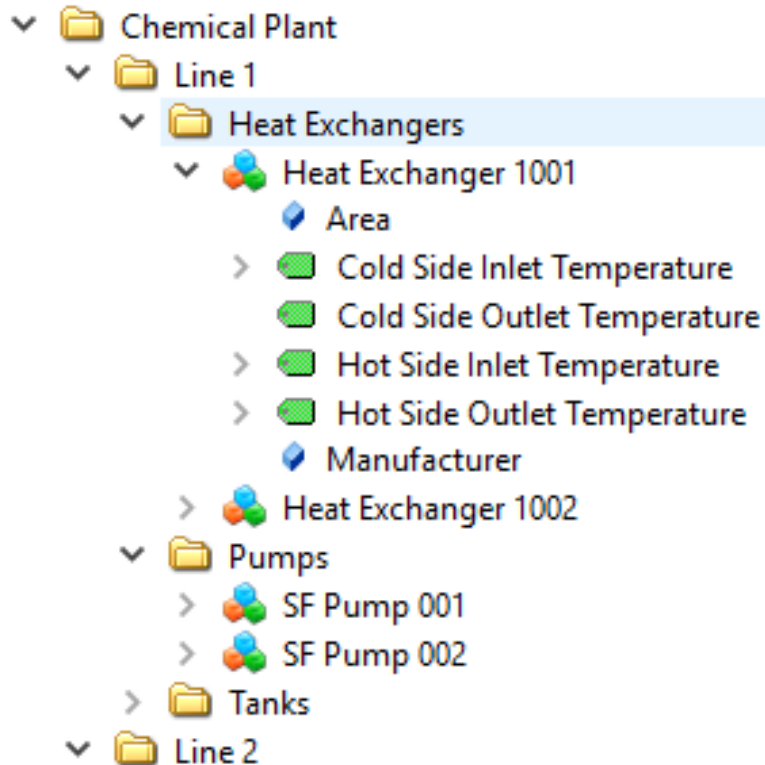 Chemical Plant
Line 1
Heat Exchangers
Heat Exchanger 1001
Area
Cold Side Inlet Temperature
Cold Side Outlet Temperature
Hot Side Inlet Temperature
Hot Side Outlet Temperature
Manufacturer
Heat Exchanger 1002
Pumps
SF Pump 001
SF Pump 002
Tanks
Line 2